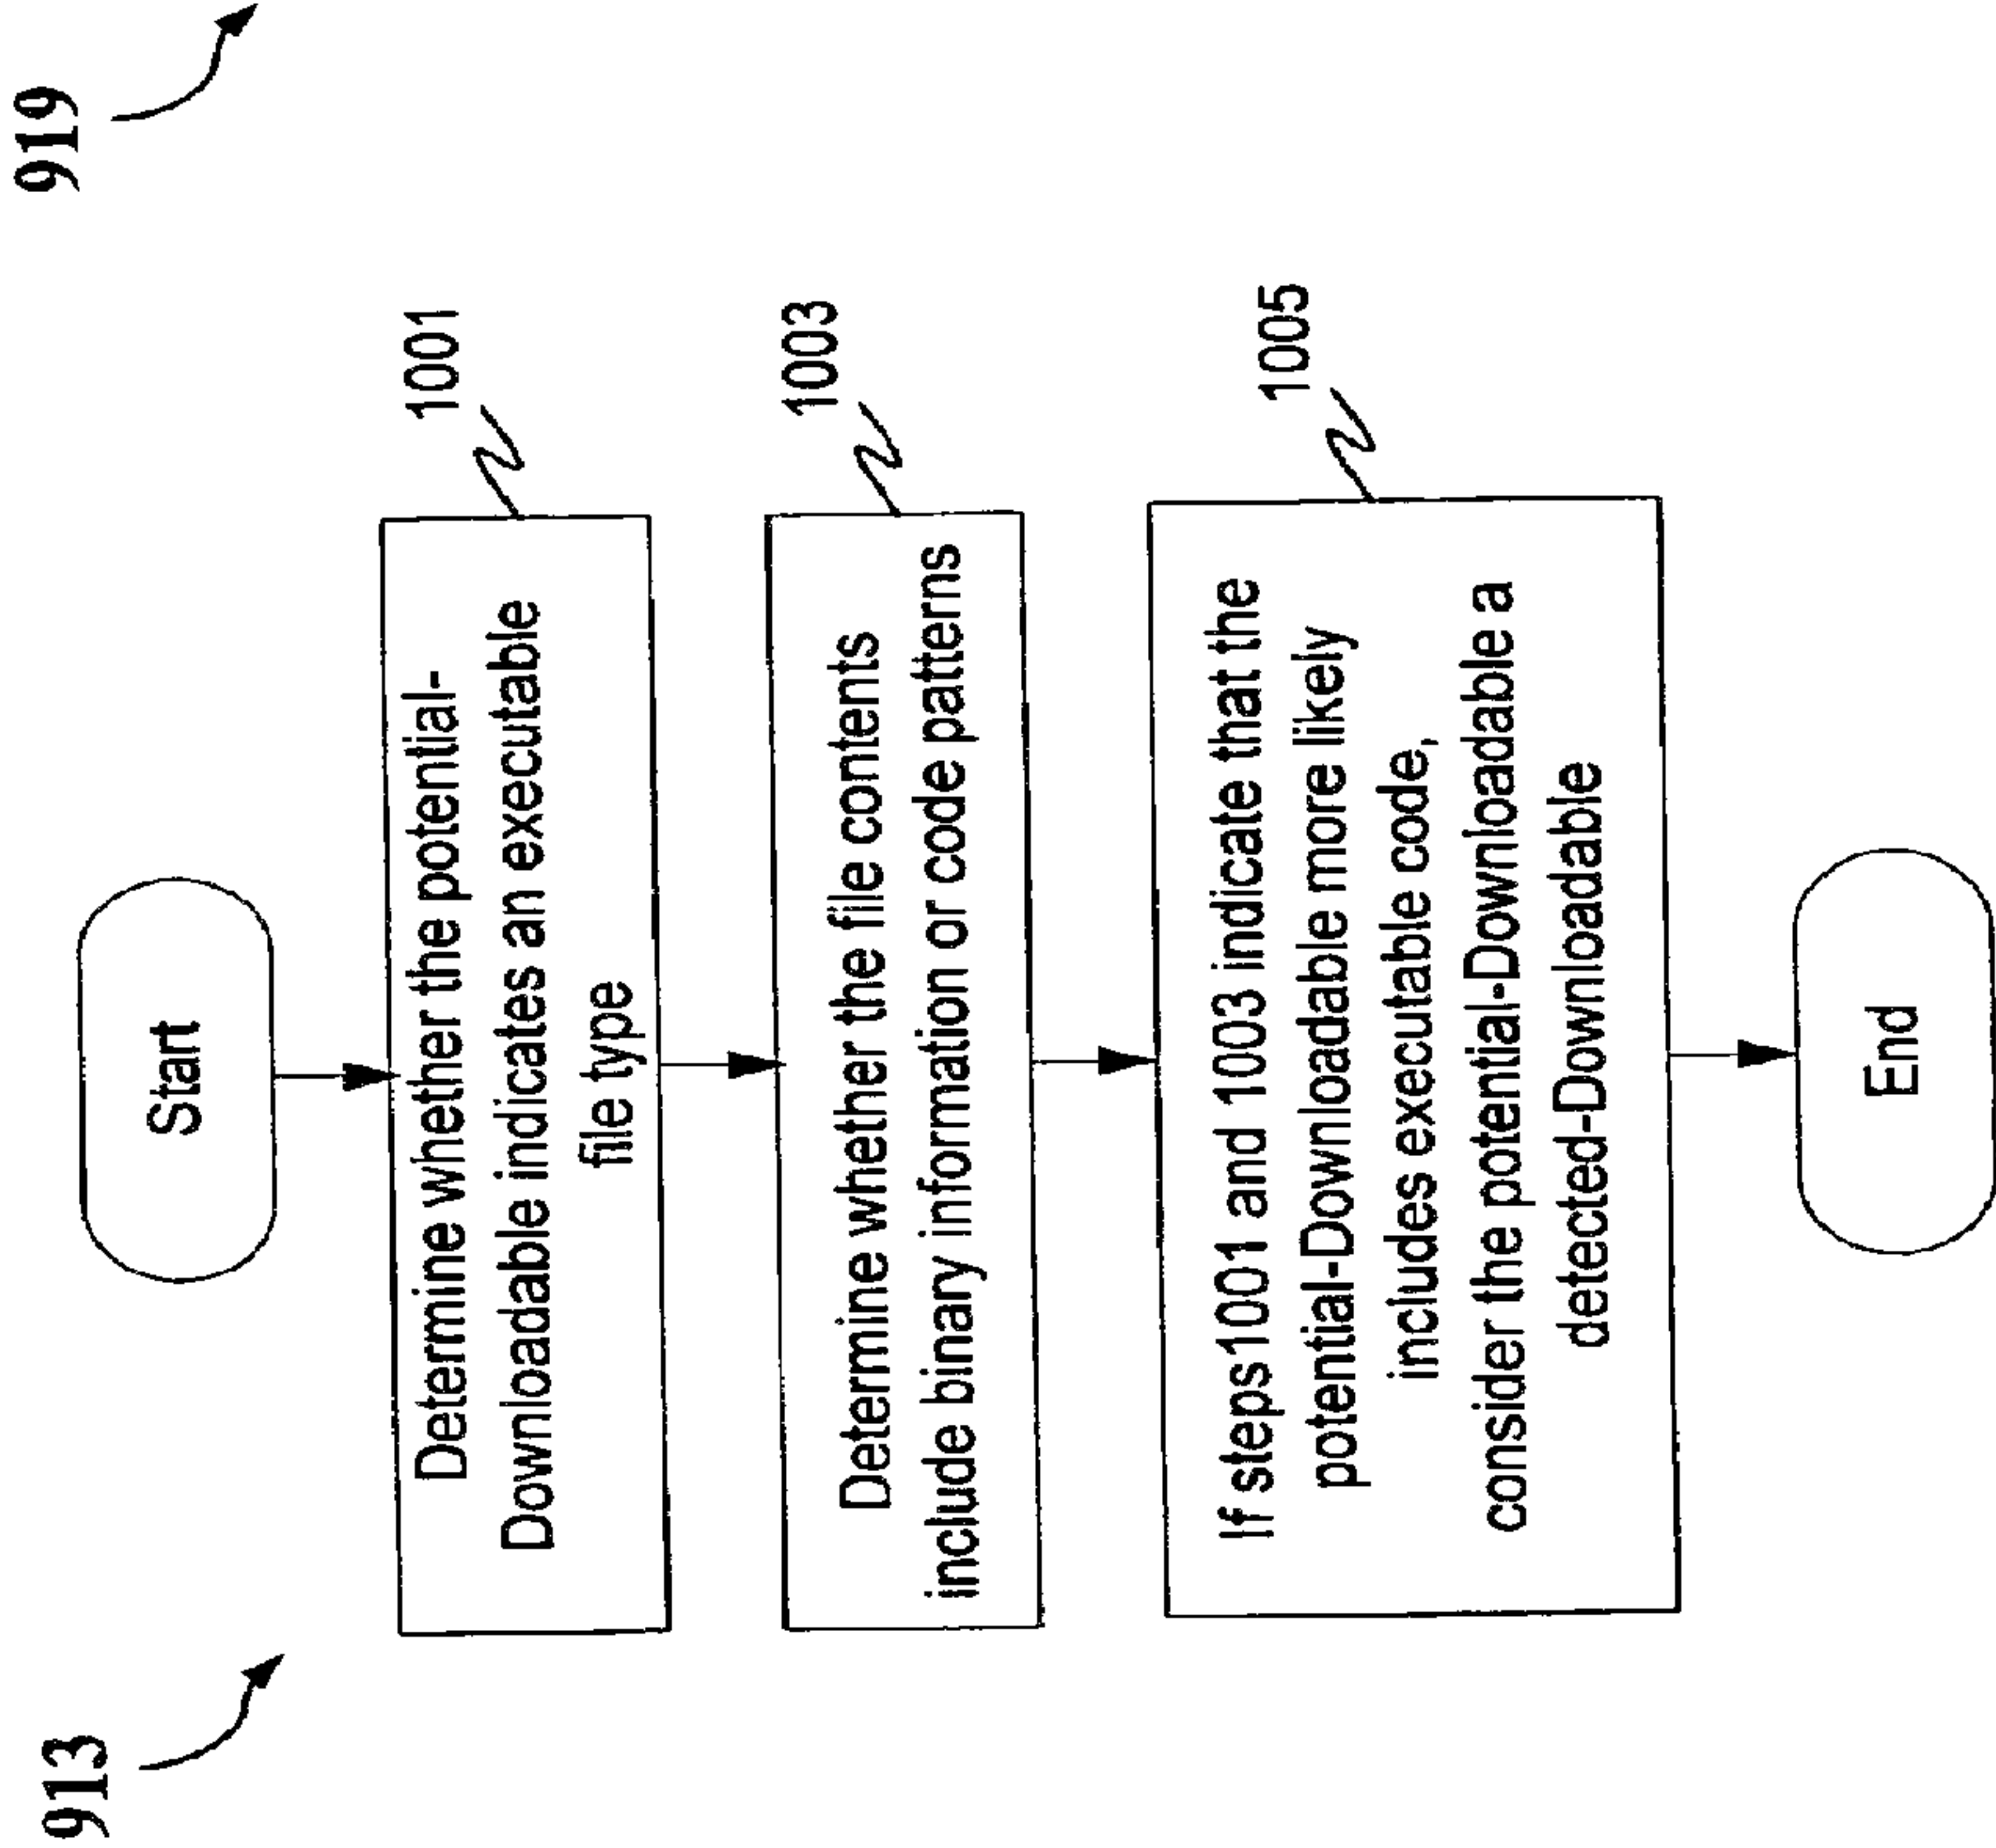 913
919
Start
Determine whether the potential-
Downloadable indicates an executable
file type
1001
Determine whether the file contents
include binary information or code patterns
1003
If steps1001 and 1003 indicate that the
potential-Downloadable more likely
includes executable code,
consider the potential-Downloadable a
detected-Downloadable
1005
End